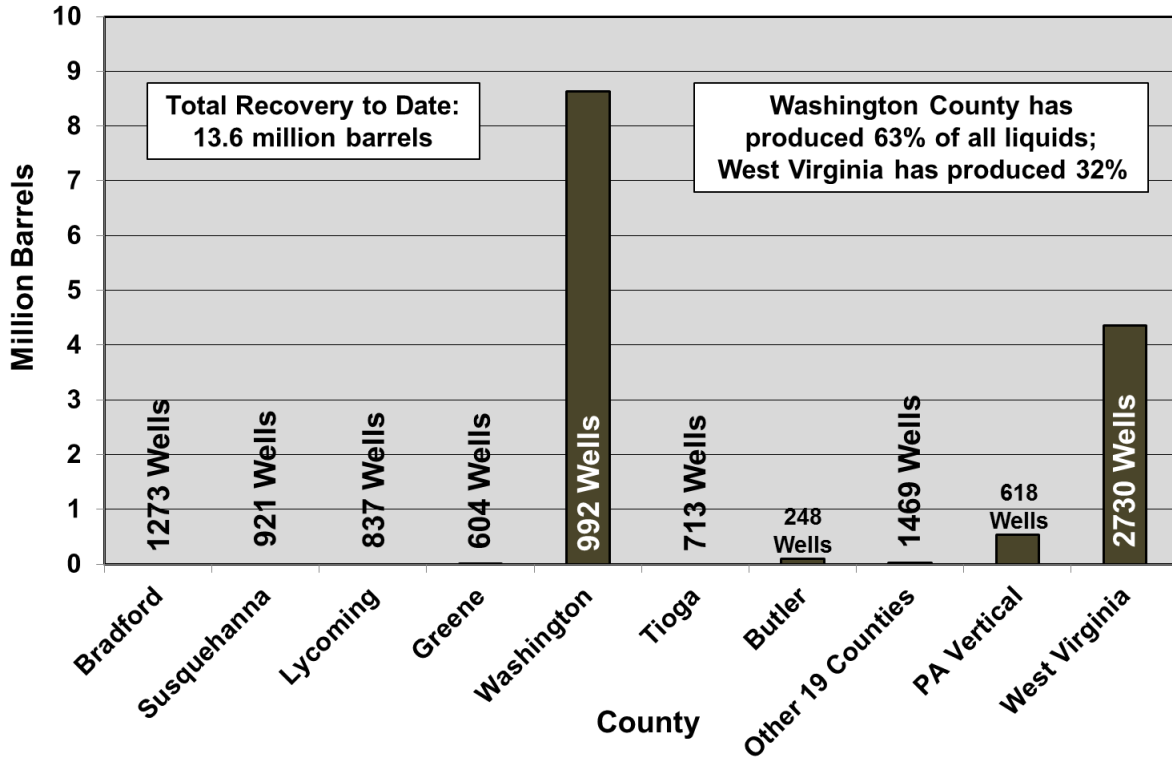 10
9
8
7
6
5
4
3
2
1
0
Million Barrels
Total Recovery to Date:
13.6 million barrels
Washington County has
produced 63% of all liquids;
West Virginia has produced 32%
1273 Wells
921 Wells
837 Wells
604 Wells
992 Wells
713 Wells
248
Wells
1469 Wells
618
Wells
2730 Wells
Bradford
Susquehanna
Lycoming
Greene
Washington
Tioga
Butler
Other 19 Counties
PA Vertical
West Virginia
County